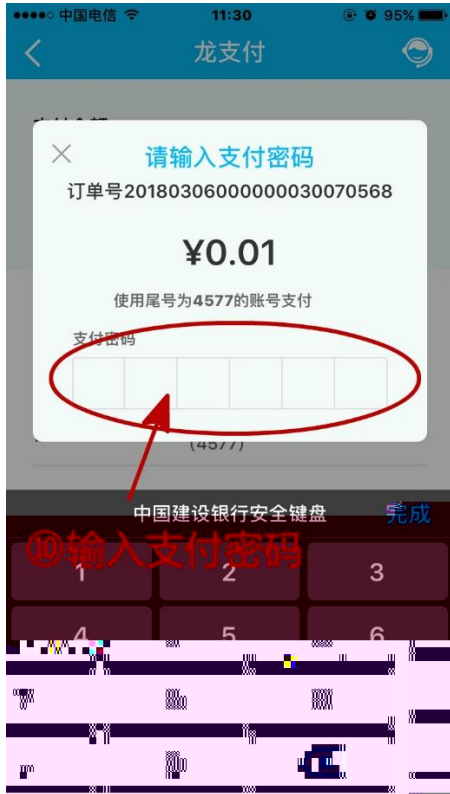 中国电信 11:30 95%
龙支付
请输入支付密码
订单号20180306000000030070568
¥0.01
使用尾号为4577的账号支付
支付密码
(4577)
中国建设银行安全键盘 完成
⑩输入支付密码
1 2 3
4 5 6